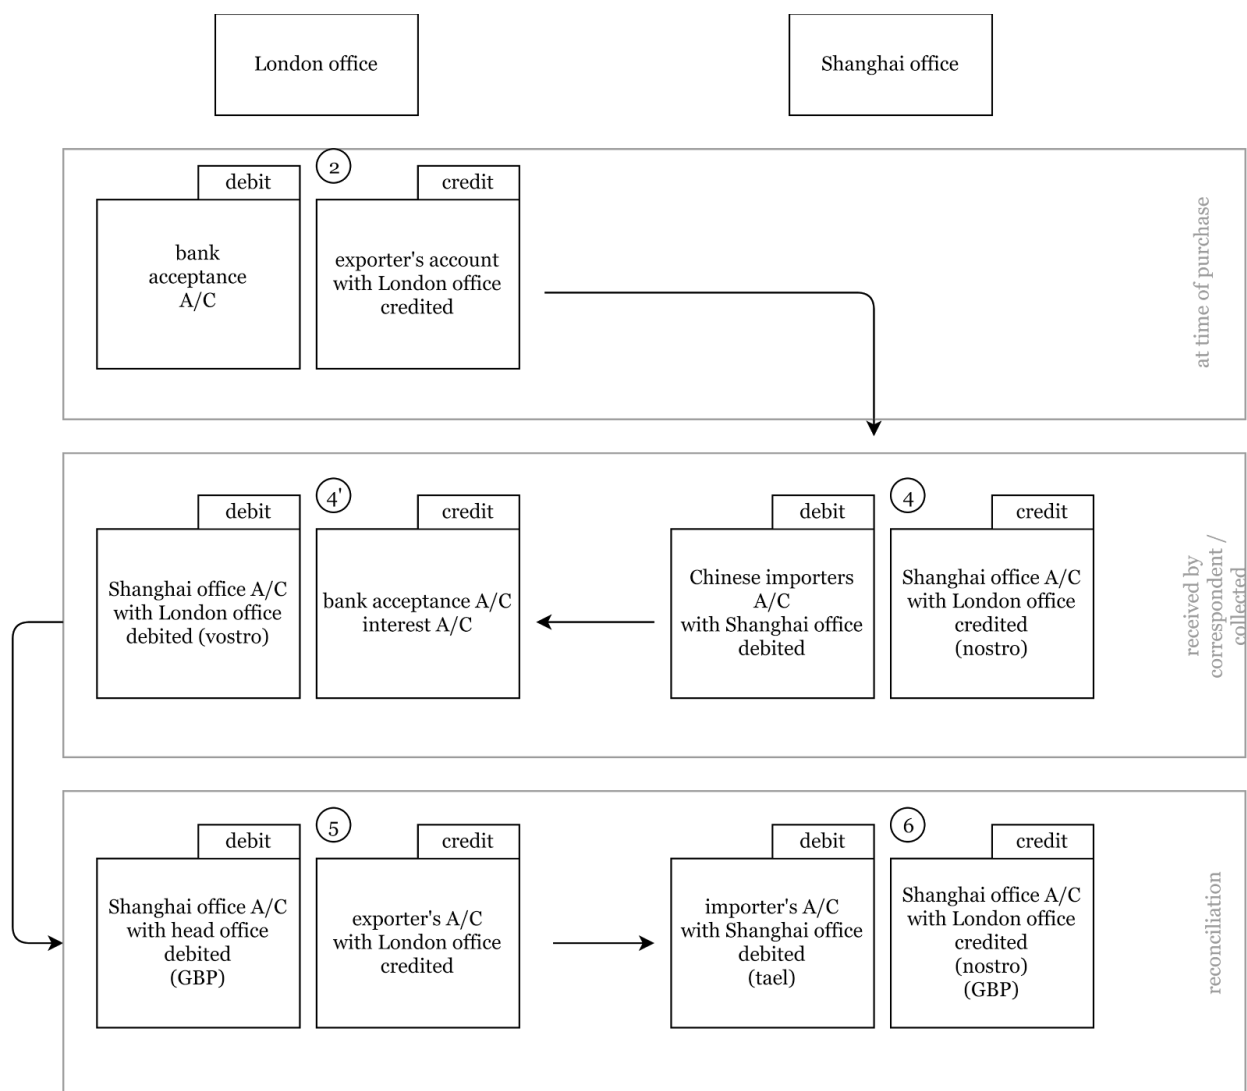 London office
Shanghai office
2
debit
credit
bank
acceptance
A/C
exporter's account
with London office
credited
at time of purchase
4'
debit
credit
Shanghai office A/C
with London office
debited (vostro)
bank acceptance A/C
interest A/C
4
debit
credit
Chinese importers
A/C
with Shanghai office
debited
Shanghai office A/C
with London office
credited
(nostro)
received by
correspondent /
collected
5
debit
credit
Shanghai office A/C
with head office
debited
(GBP)
exporter's A/C
with London office
credited
6
debit
credit
importer's A/C
with Shanghai office
debited
(tael)
Shanghai office A/C
with London office
credited
(nostro)
(GBP)
reconciliation